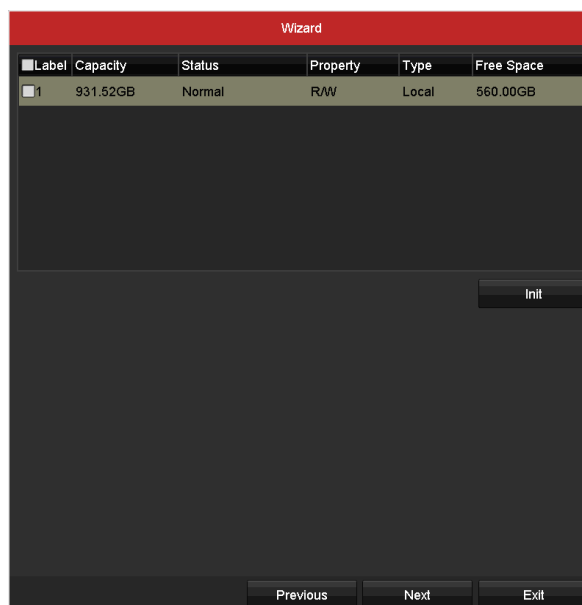 Wizard
Label Capacity Status Property Type Free Space
1 931.52GB Normal R/W Local 560.00GB
Init
Previous Next Exit